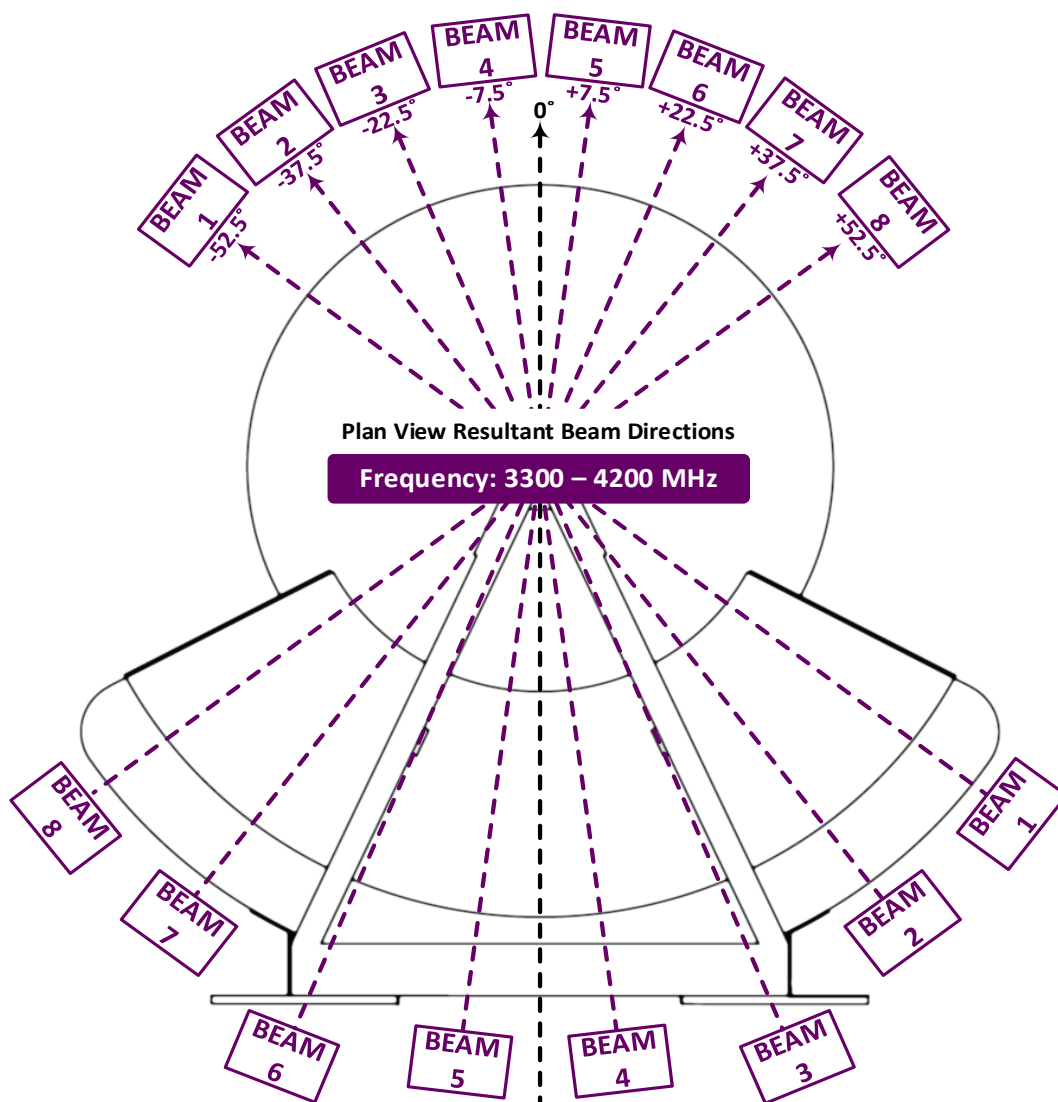 BEAM
1
-52.5°
BEAM
2
-37.5°
BEAM
3
-22.5°
BEAM
4
-7.5°
0°
BEAM
5
+7.5°
BEAM
6
+22.5°
BEAM
7
+37.5°
BEAM
8
+52.5°
Plan View Resultant Beam Directions
Frequency: 3300 – 4200 MHz
BEAM
8
BEAM
7
BEAM
6
BEAM
5
BEAM
4
BEAM
3
BEAM
2
BEAM
1